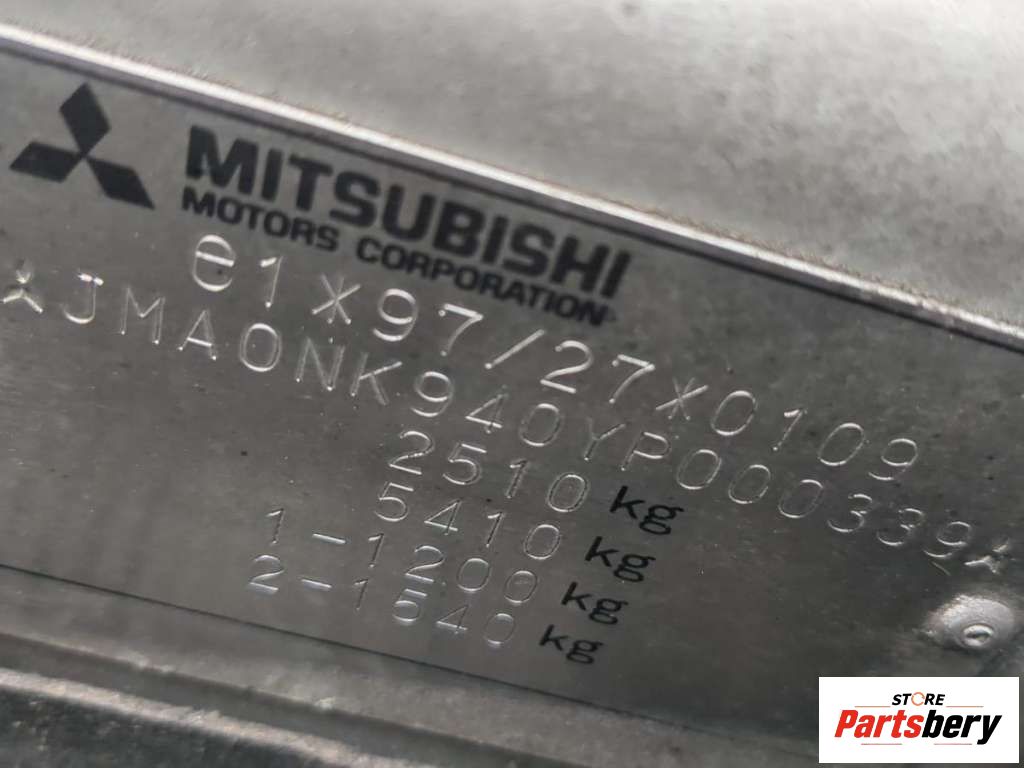 MITSUBISHI
MOTORS CORPORATION
e1*97/27*0109
*JMA0NK940YP000339*
2510 kg
5410 kg
1-1200 kg
2-1540 kg
STORE
Partsbery